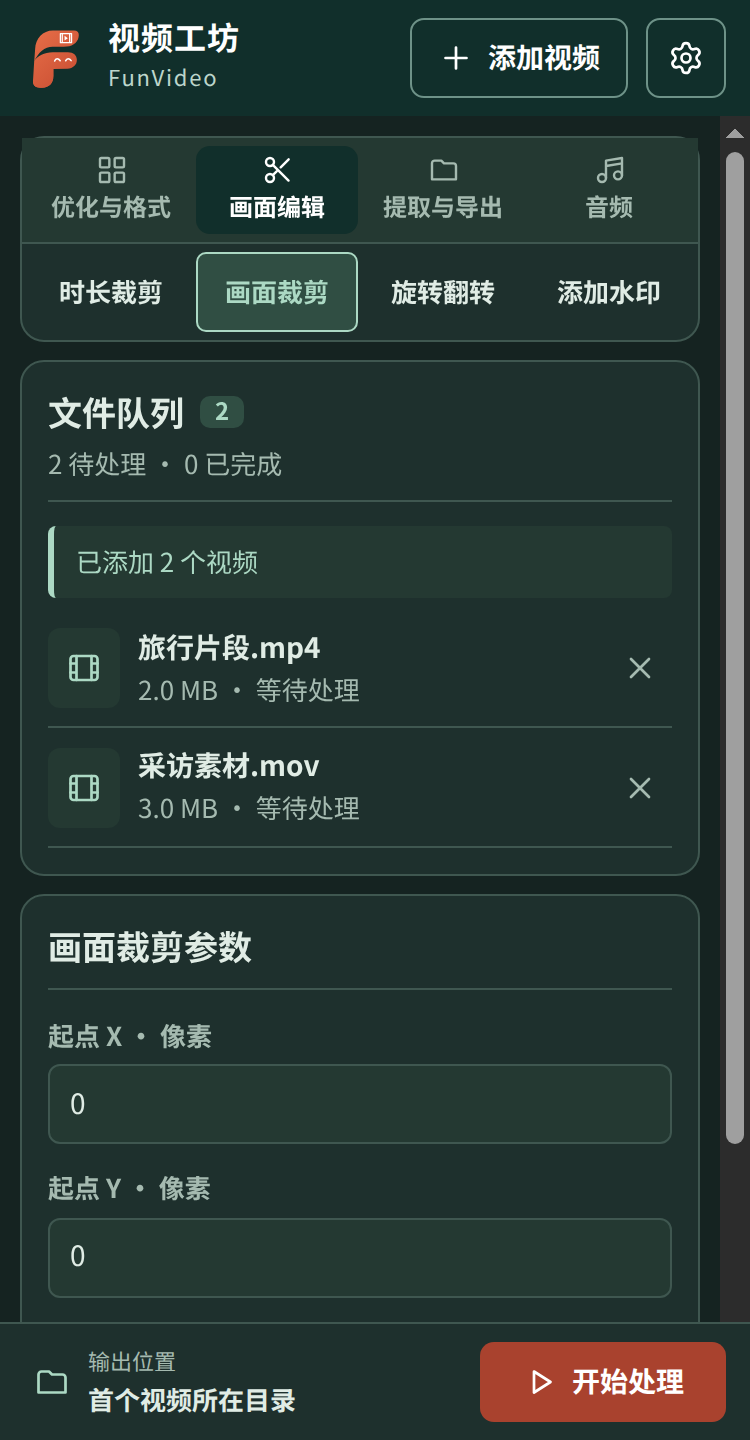 视频工坊
FunVideo
添加视频
优化与格式
画面编辑
提取与导出
音频
时长裁剪
画面裁剪
旋转翻转
添加水印
文件队列 2
2 待处理 · 0 已完成
已添加 2 个视频
旅行片段.mp4
2.0 MB · 等待处理
采访素材.mov
3.0 MB · 等待处理
画面裁剪参数
起点 X · 像素
0
起点 Y · 像素
0
输出位置
首个视频所在目录
开始处理